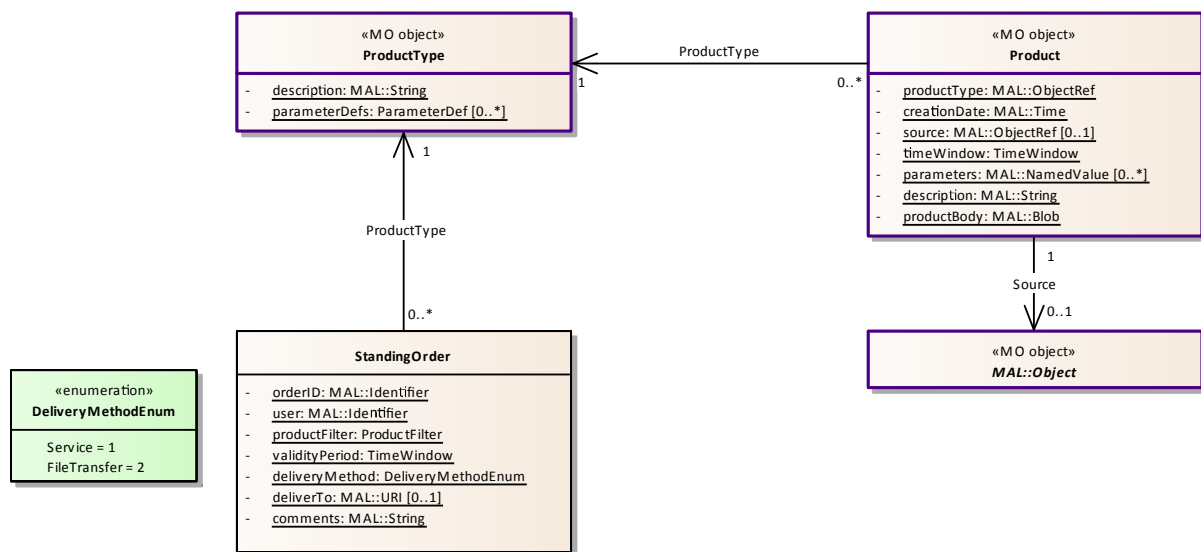 «MO object»
ProductType
- description: MAL::String
- parameterDefs: ParameterDef [0..*]
ProductType
1
0..*
«MO object»
Product
- productType: MAL::ObjectRef
- creationDate: MAL::Time
- source: MAL::ObjectRef [0..1]
- timeWindow: TimeWindow
- parameters: MAL::NamedValue [0..*]
- description: MAL::String
- productBody: MAL::Blob
1
ProductType
0..*
1
Source
0..1
«MO object»
MAL::Object
«enumeration»
DeliveryMethodEnum
Service = 1
FileTransfer = 2
StandingOrder
- orderID: MAL::Identifier
- user: MAL::Identifier
- productFilter: ProductFilter
- validityPeriod: TimeWindow
- deliveryMethod: DeliveryMethodEnum
- deliverTo: MAL::URI [0..1]
- comments: MAL::String